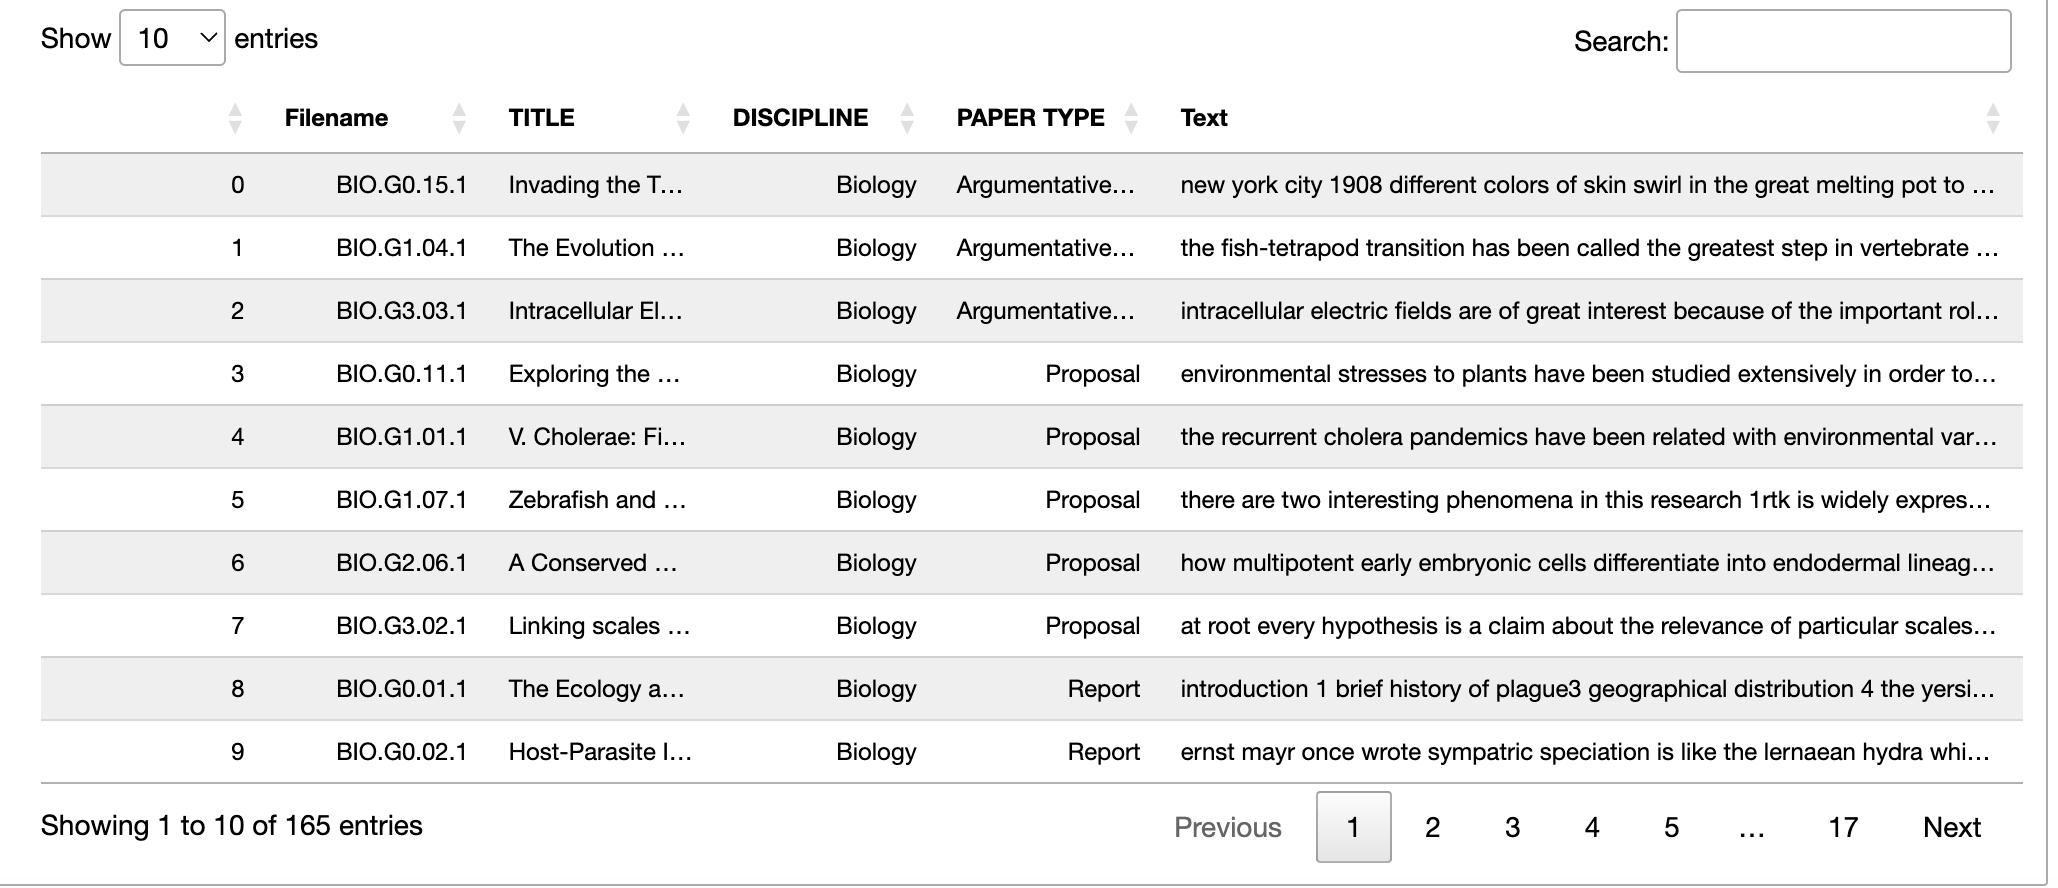 Show 10 entries Search:
Filename TITLE DISCIPLINE PAPER TYPE Text
0 BIO.G0.15.1 Invading the T... Biology Argumentative... new york city 1908 different colors of skin swirl in the great melting pot to ...
1 BIO.G1.04.1 The Evolution ... Biology Argumentative... the fish-tetrapod transition has been called the greatest step in vertebrate ...
2 BIO.G3.03.1 Intracellular El... Biology Argumentative... intracellular electric fields are of great interest because of the important rol...
3 BIO.G0.11.1 Exploring the ... Biology Proposal environmental stresses to plants have been studied extensively in order to...
4 BIO.G1.01.1 V. Cholerae: Fi... Biology Proposal the recurrent cholera pandemics have been related with environmental var...
5 BIO.G1.07.1 Zebrafish and ... Biology Proposal there are two interesting phenomena in this research 1rtk is widely expres...
6 BIO.G2.06.1 A Conserved ... Biology Proposal how multipotent early embryonic cells differentiate into endodermal lineag...
7 BIO.G3.02.1 Linking scales ... Biology Proposal at root every hypothesis is a claim about the relevance of particular scales...
8 BIO.G0.01.1 The Ecology a... Biology Report introduction 1 brief history of plague3 geographical distribution 4 the yersi...
9 BIO.G0.02.1 Host-Parasite I... Biology Report ernst mayr once wrote sympatric speciation is like the lernaean hydra whi...
Showing 1 to 10 of 165 entries Previous 1 2 3 4 5 ... 17 Next